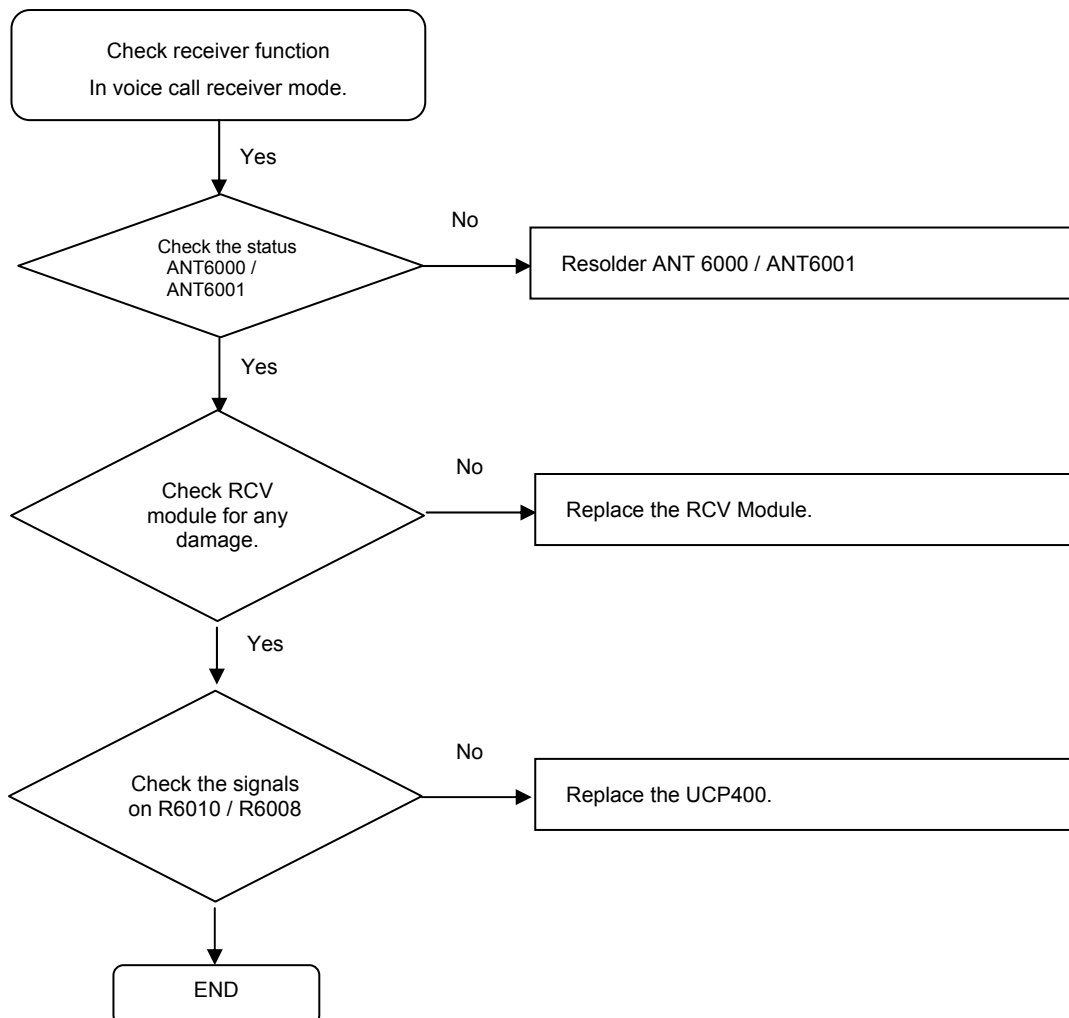 Check receiver function
In voice call receiver mode.
Yes
Check the status
ANT6000 /
ANT6001
No
Resolder ANT 6000 / ANT6001
Yes
Check RCV
module for any
damage.
No
Replace the RCV Module.
Yes
Check the signals
on R6010 / R6008
No
Replace the UCP400.
END